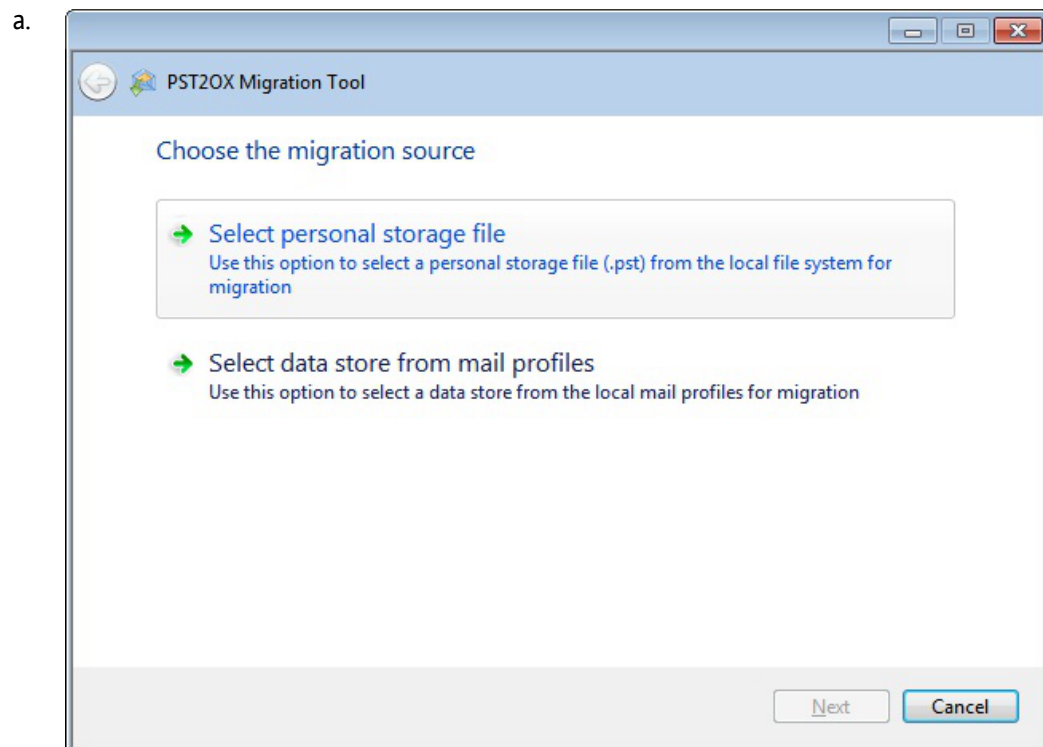 a.
PST2OX Migration Tool
Choose the migration source
Select personal storage file
Use this option to select a personal storage file (.pst) from the local file system for
migration
Select data store from mail profiles
Use this option to select a data store from the local mail profiles for migration
Next Cancel